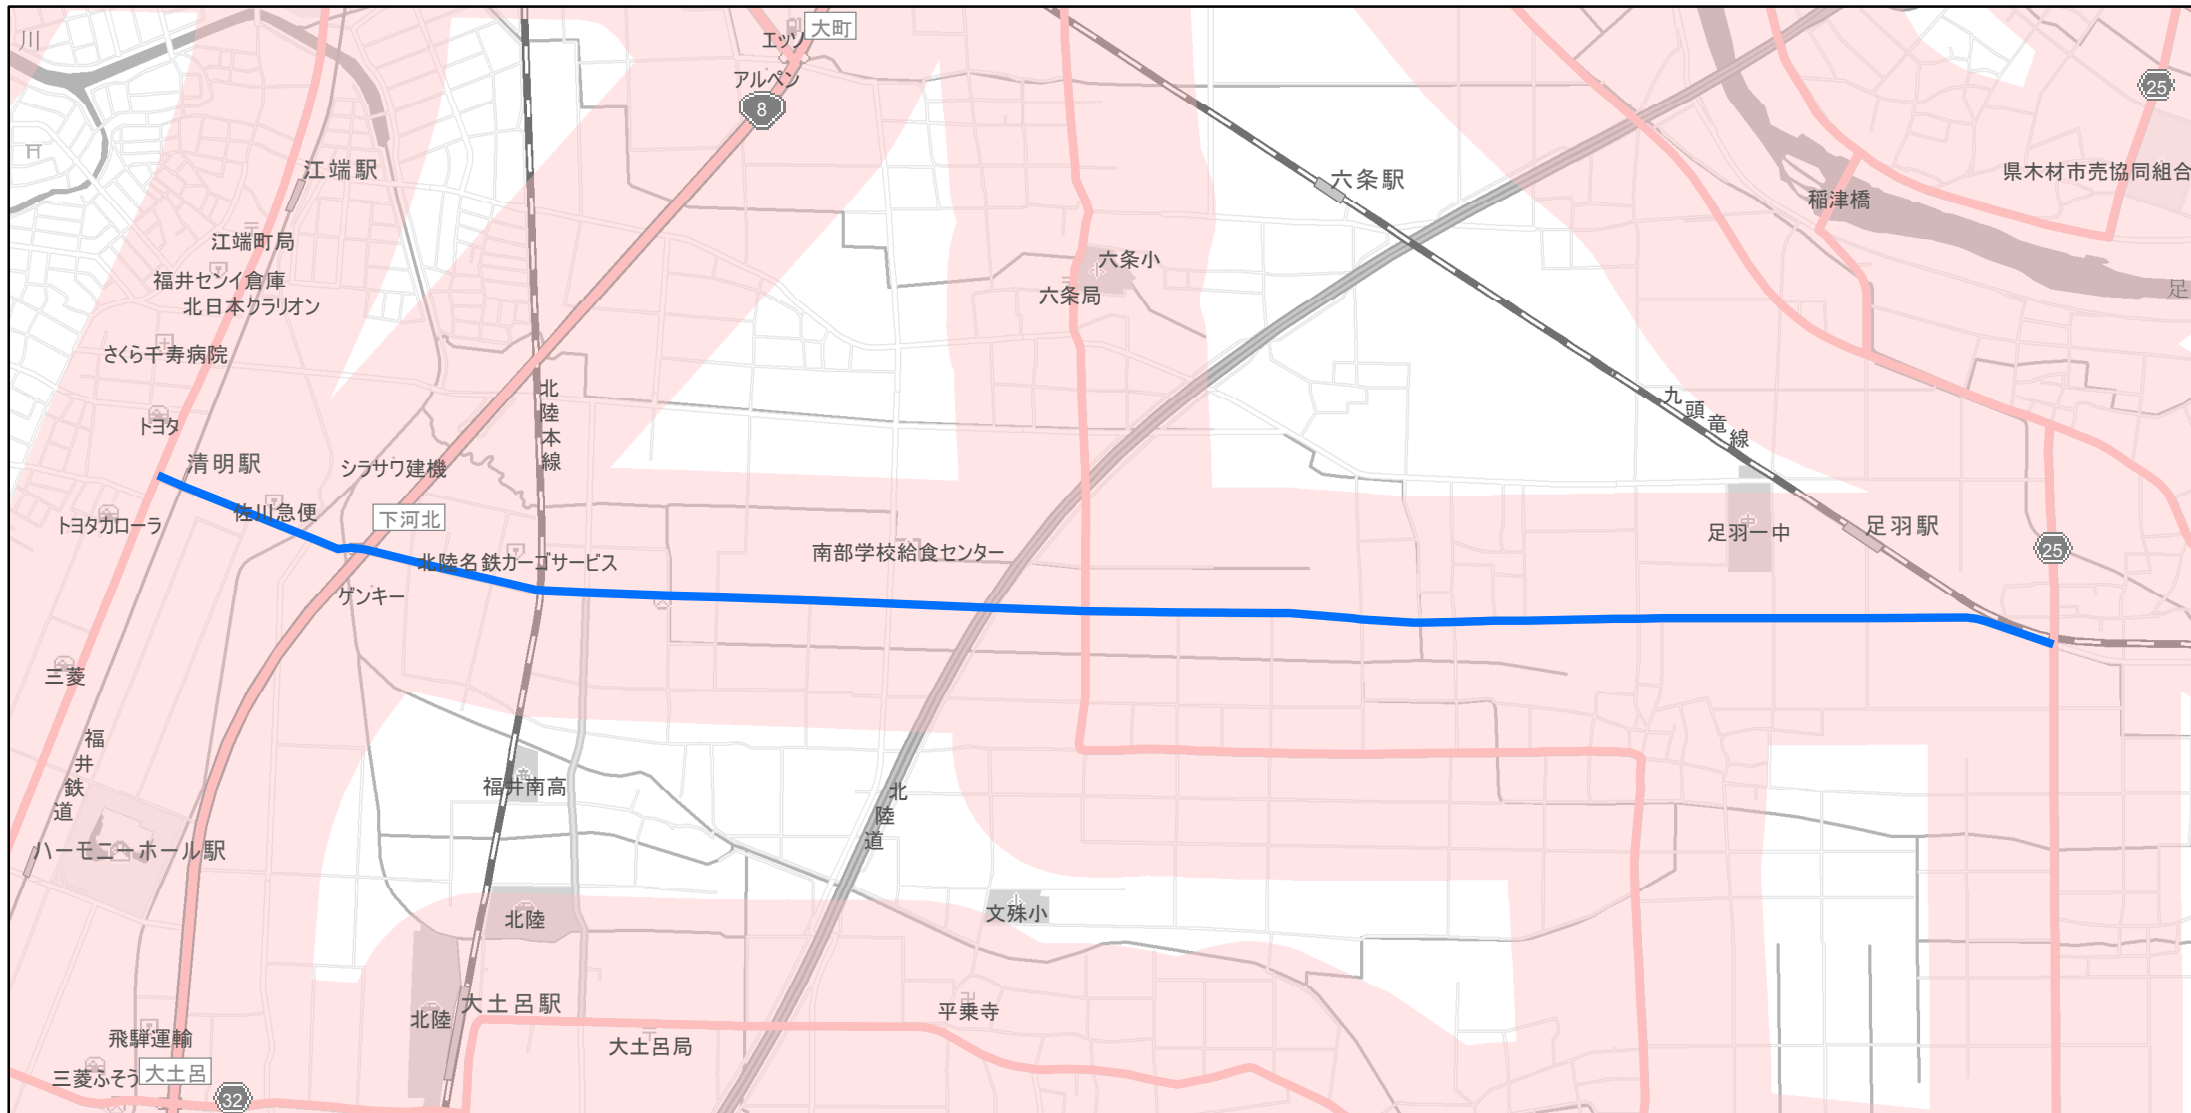 川
大町
エッソ
アルペン
8
25
江端駅
六条駅
県木材市売協同組合
稲津橋
江端町局
六条小
福井センイ倉庫
六条局
足
北日本クラリオン
さくら千寿病院
北陸本線
九頭竜線
トヨタ
清明駅
シラサワ建機
トヨタカローラ
佐川急便
下河北
足羽一中
足羽駅
25
北陸名鉄カーゴサービス
南部学校給食センター
ゲンキー
三菱
福井鉄道
福井南高
北陸道
ハーモニーホール駅
北陸
文殊小
大土呂駅
北陸
平乗寺
飛騨運輸
大土呂局
三菱ふそう
大土呂
32